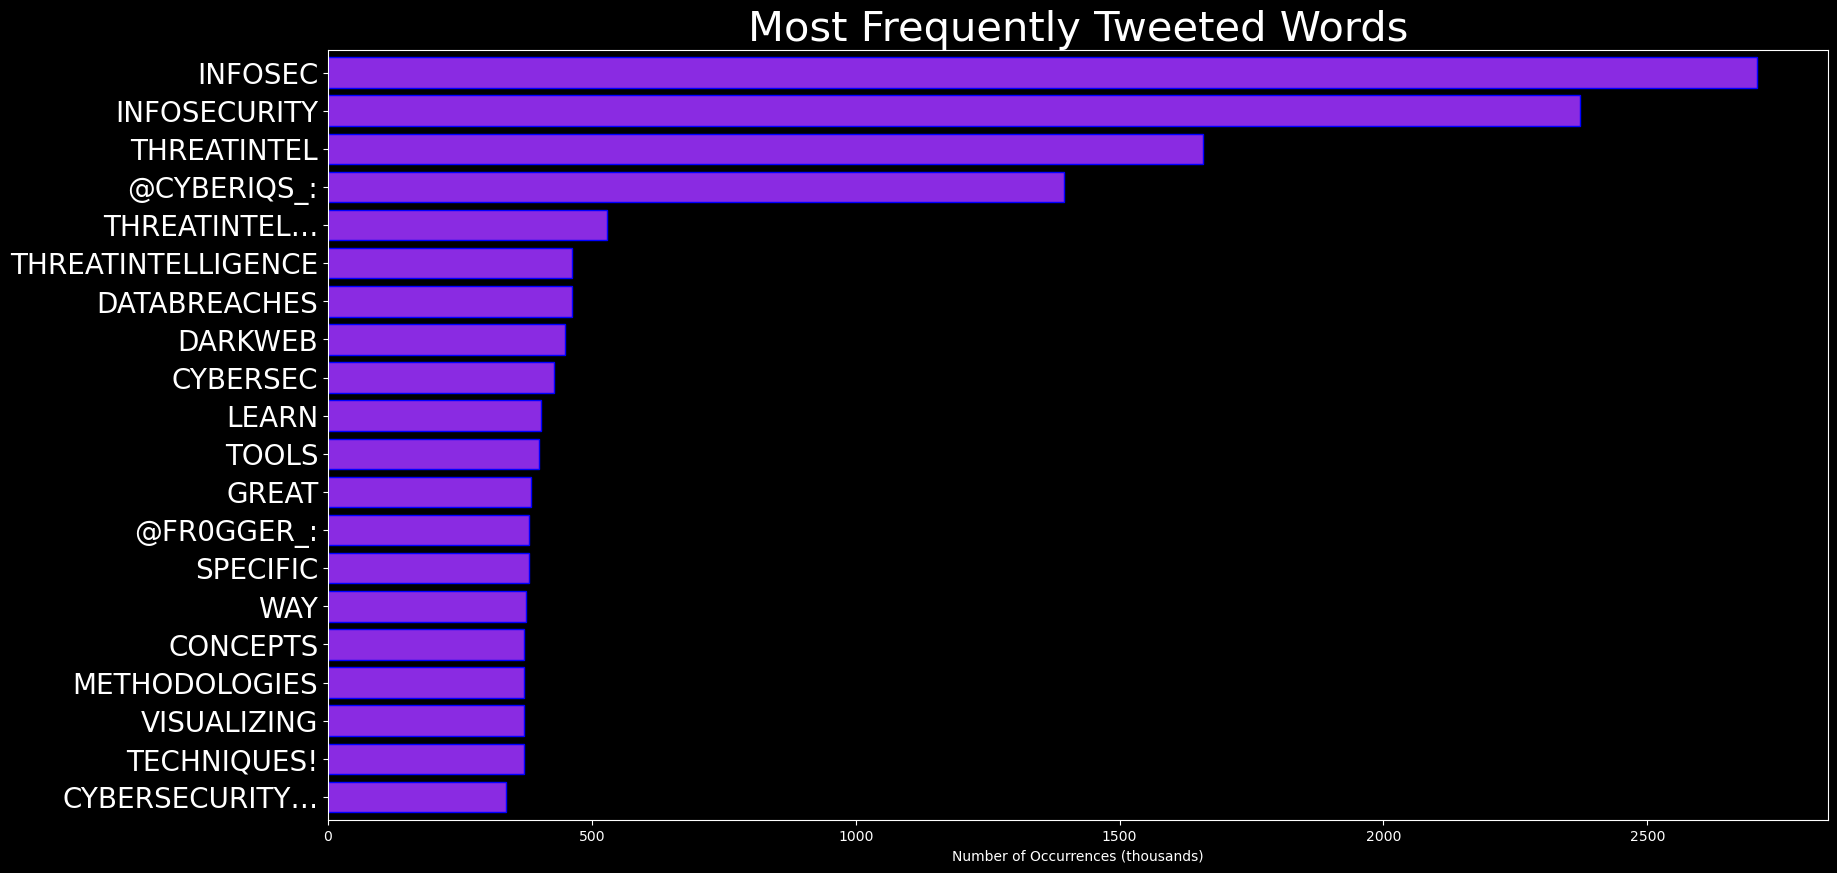 Most Frequently Tweeted Words
INFOSEC
INFOSECURITY
THREATINTEL
@CYBERIQS_:
THREATINTEL…
THREATINTELLIGENCE
DATABREACHES
DARKWEB
CYBERSEC
LEARN
TOOLS
GREAT
@FR0GGER_:
SPECIFIC
WAY
CONCEPTS
METHODOLOGIES
VISUALIZING
TECHNIQUES!
CYBERSECURITY…
0 500 1000 1500 2000 2500
Number of Occurrences (thousands)